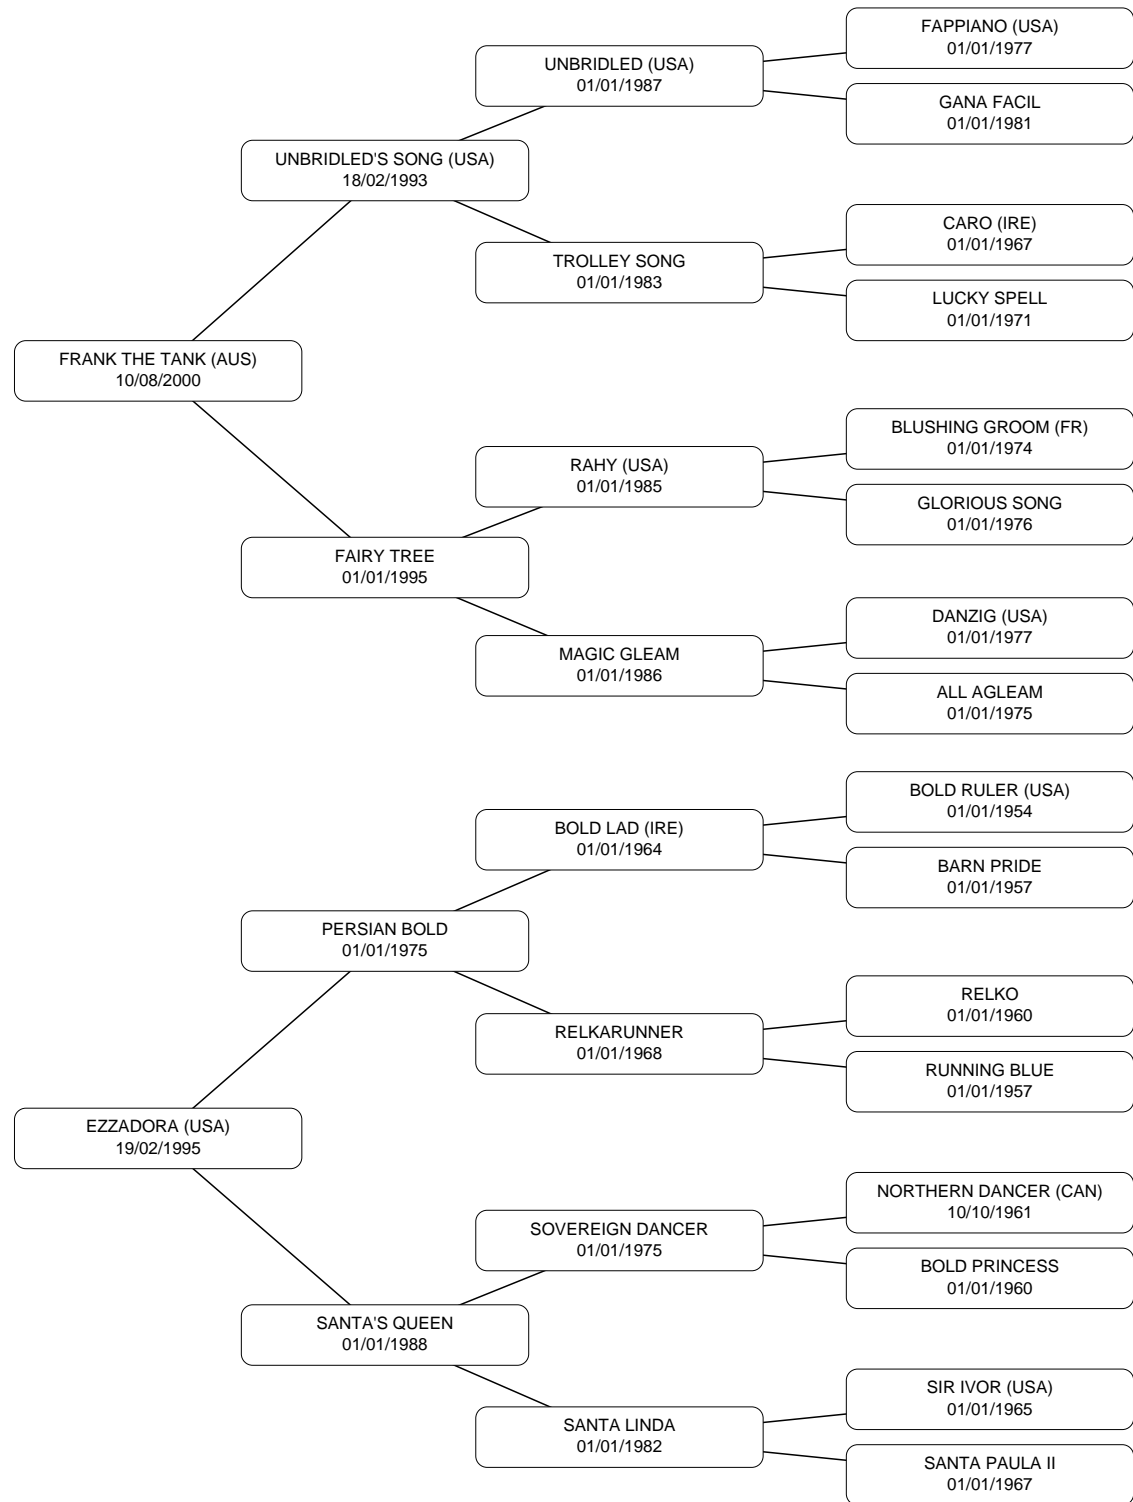 FAPPIANO (USA)
01/01/1977
UNBRIDLED (USA)
01/01/1987
GANA FACIL
01/01/1981
UNBRIDLED'S SONG (USA)
18/02/1993
CARO (IRE)
01/01/1967
TROLLEY SONG
01/01/1983
LUCKY SPELL
01/01/1971
FRANK THE TANK (AUS)
10/08/2000
BLUSHING GROOM (FR)
01/01/1974
RAHY (USA)
01/01/1985
GLORIOUS SONG
01/01/1976
FAIRY TREE
01/01/1995
DANZIG (USA)
01/01/1977
MAGIC GLEAM
01/01/1986
ALL AGLEAM
01/01/1975
BOLD RULER (USA)
01/01/1954
BOLD LAD (IRE)
01/01/1964
BARN PRIDE
01/01/1957
PERSIAN BOLD
01/01/1975
RELKO
01/01/1960
RELKARUNNER
01/01/1968
RUNNING BLUE
01/01/1957
EZZADORA (USA)
19/02/1995
NORTHERN DANCER (CAN)
10/10/1961
SOVEREIGN DANCER
01/01/1975
BOLD PRINCESS
01/01/1960
SANTA'S QUEEN
01/01/1988
SIR IVOR (USA)
01/01/1965
SANTA LINDA
01/01/1982
SANTA PAULA II
01/01/1967